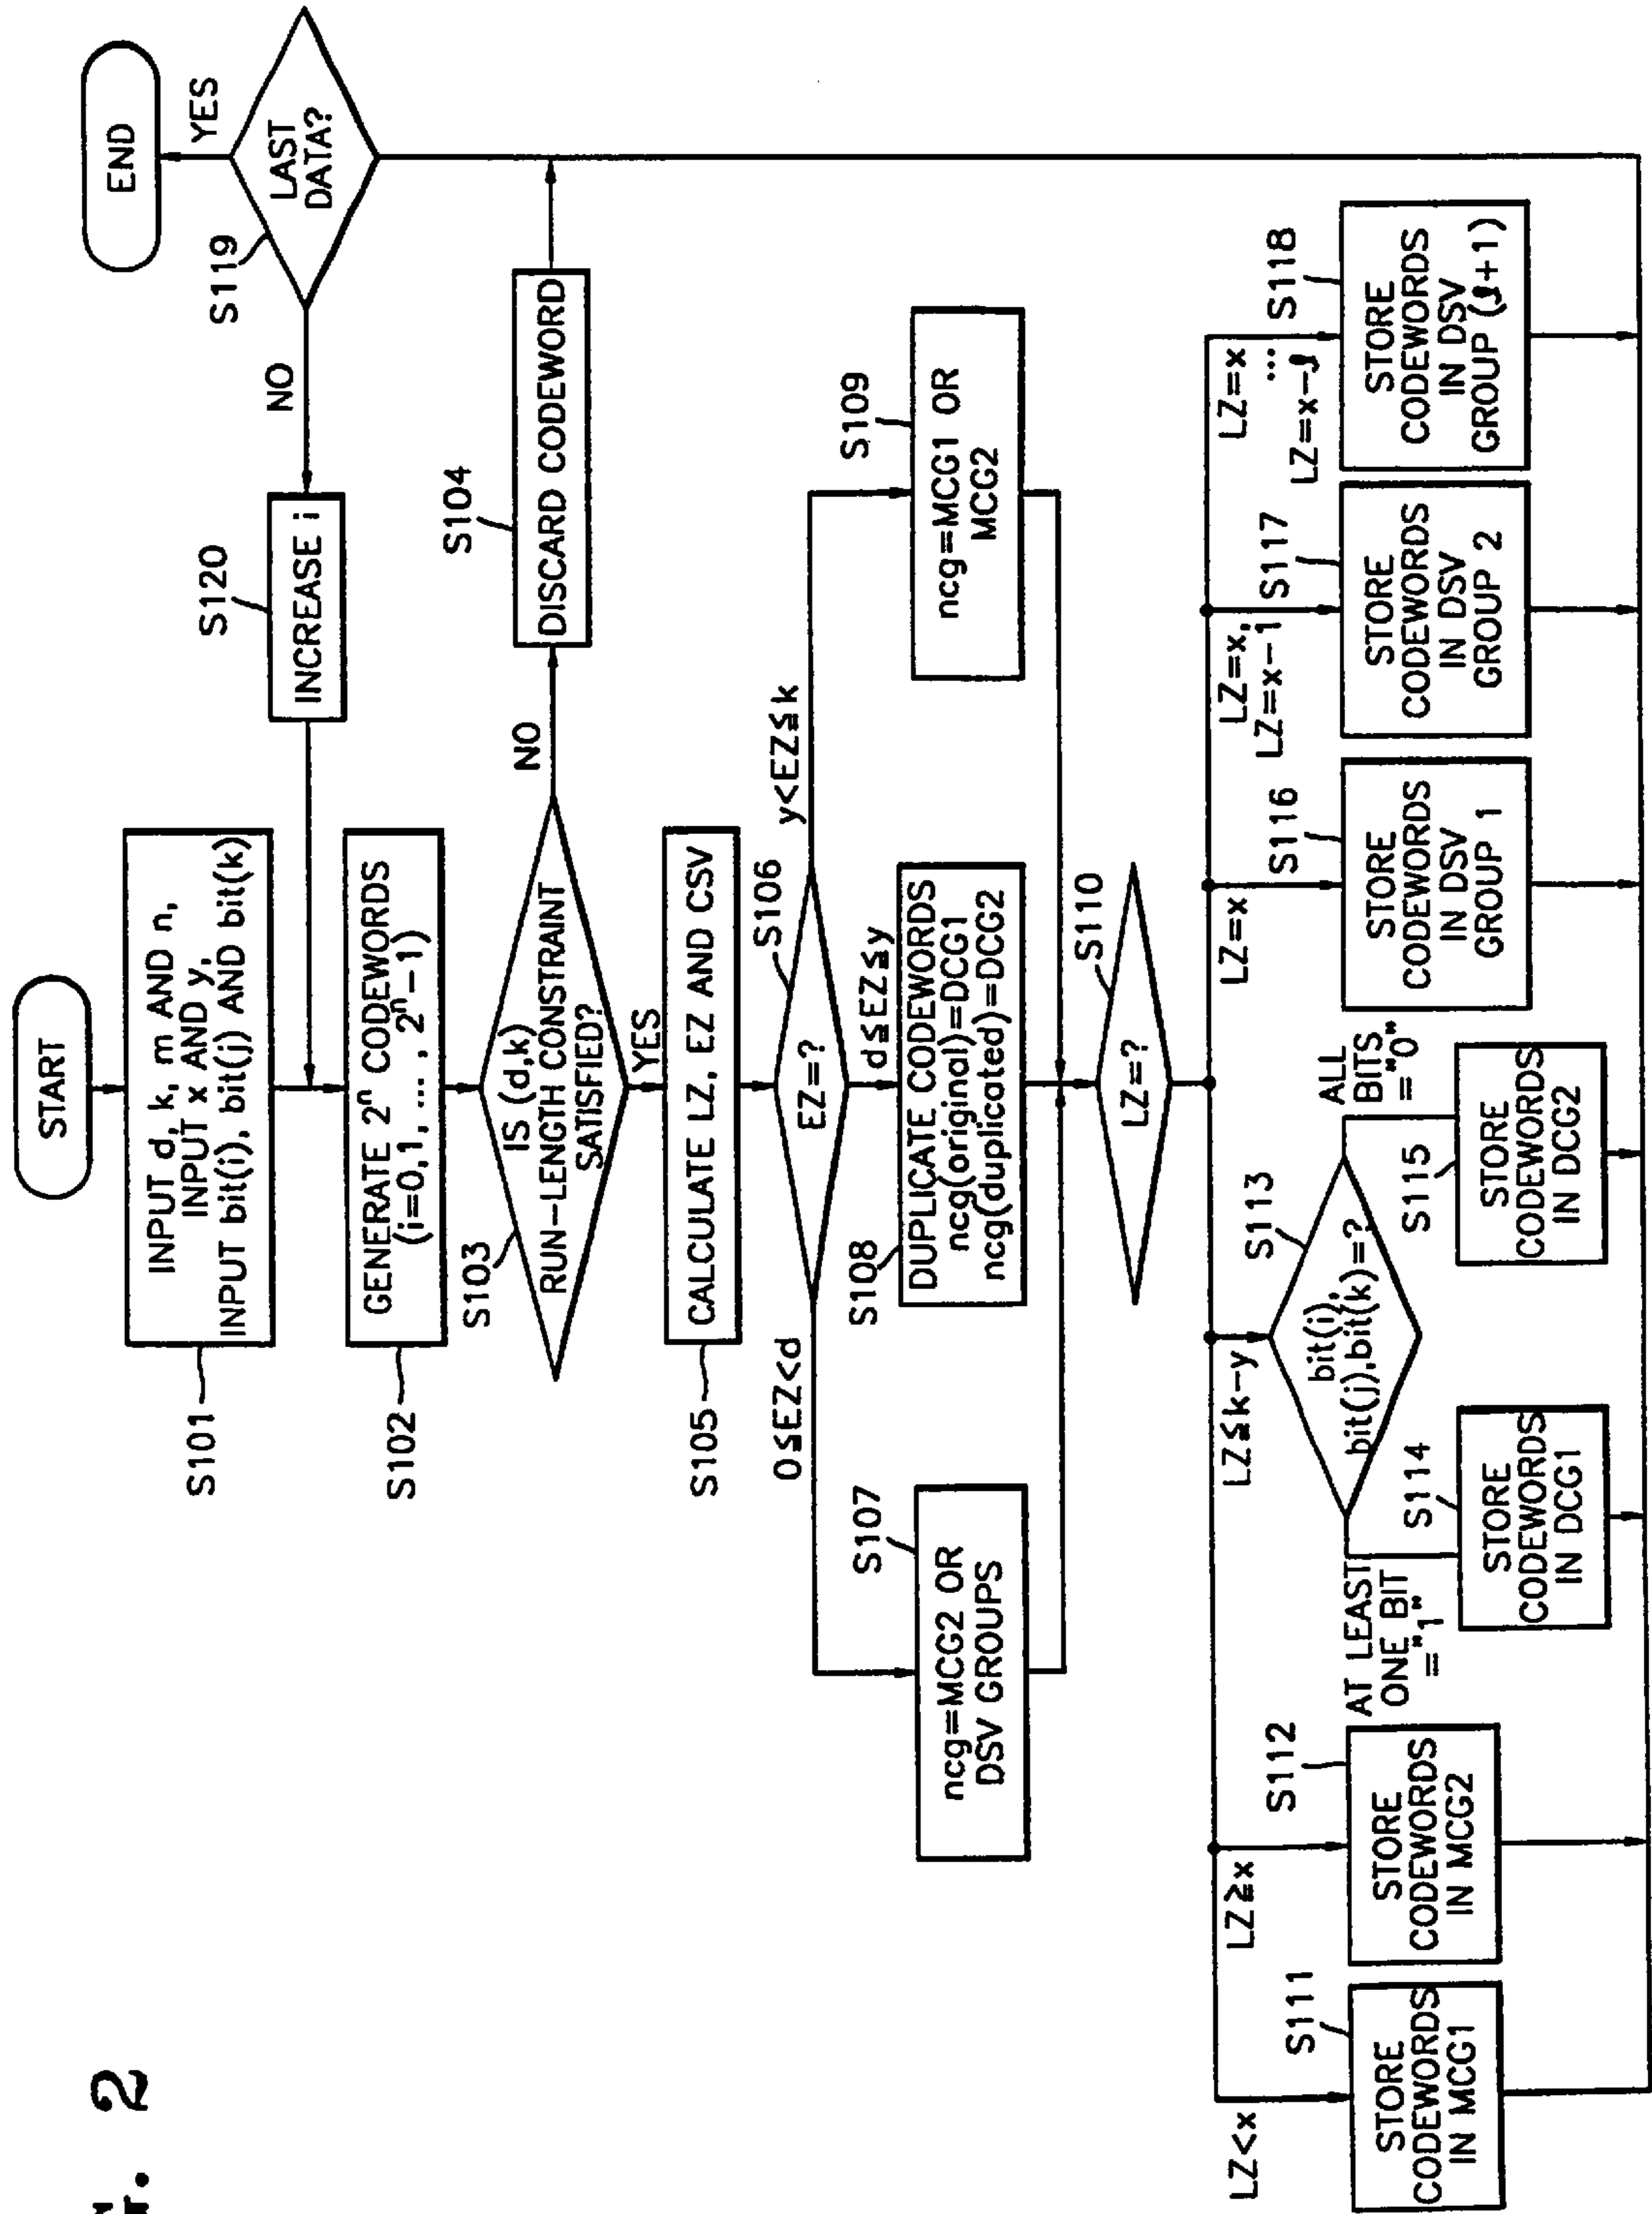 G. 2
START
INPUT d, k, m AND n,
INPUT x AND y,
INPUT bit(i), bit(j) AND bit(k)
S101
GENERATE 2ⁿ CODEWORDS
(i=0,1, ... , 2ⁿ-1)
S102
IS (d,k)
RUN-LENGTH CONSTRAINT
SATISFIED?
S103
NO
DISCARD CODEWORD
S104
YES
CALCULATE LZ, EZ AND CSV
S105
EZ=?
S106
0≦EZ<d
ncg=MCG2 OR
DSV GROUPS
S107
d≦EZ≦y
DUPLICATE CODEWORDS
ncg(original)=DCG1
ncg(duplicated)=DCG2
S108
y<EZ≦k
ncg=MCG1 OR
MCG2
S109
LZ=?
S110
LZ<x
STORE
CODEWORDS
IN MCG1
S111
LZ≧x
STORE
CODEWORDS
IN MCG2
S112
LZ≦k-y
bit(i),
bit(j),bit(k)=?
S113
AT LEAST
ONE BIT
="1"
STORE
CODEWORDS
IN DCG1
S114
ALL
BITS
="0"
STORE
CODEWORDS
IN DCG2
S115
LZ=x
STORE
CODEWORDS
IN DSV
GROUP 1
S116
LZ=x,
LZ=x-1
STORE
CODEWORDS
IN DSV
GROUP 2
S117
LZ=x
...
LZ=x-ℓ
STORE
CODEWORDS
IN DSV
GROUP (ℓ+1)
S118
LAST
DATA?
S119
YES
END
NO
INCREASE i
S120